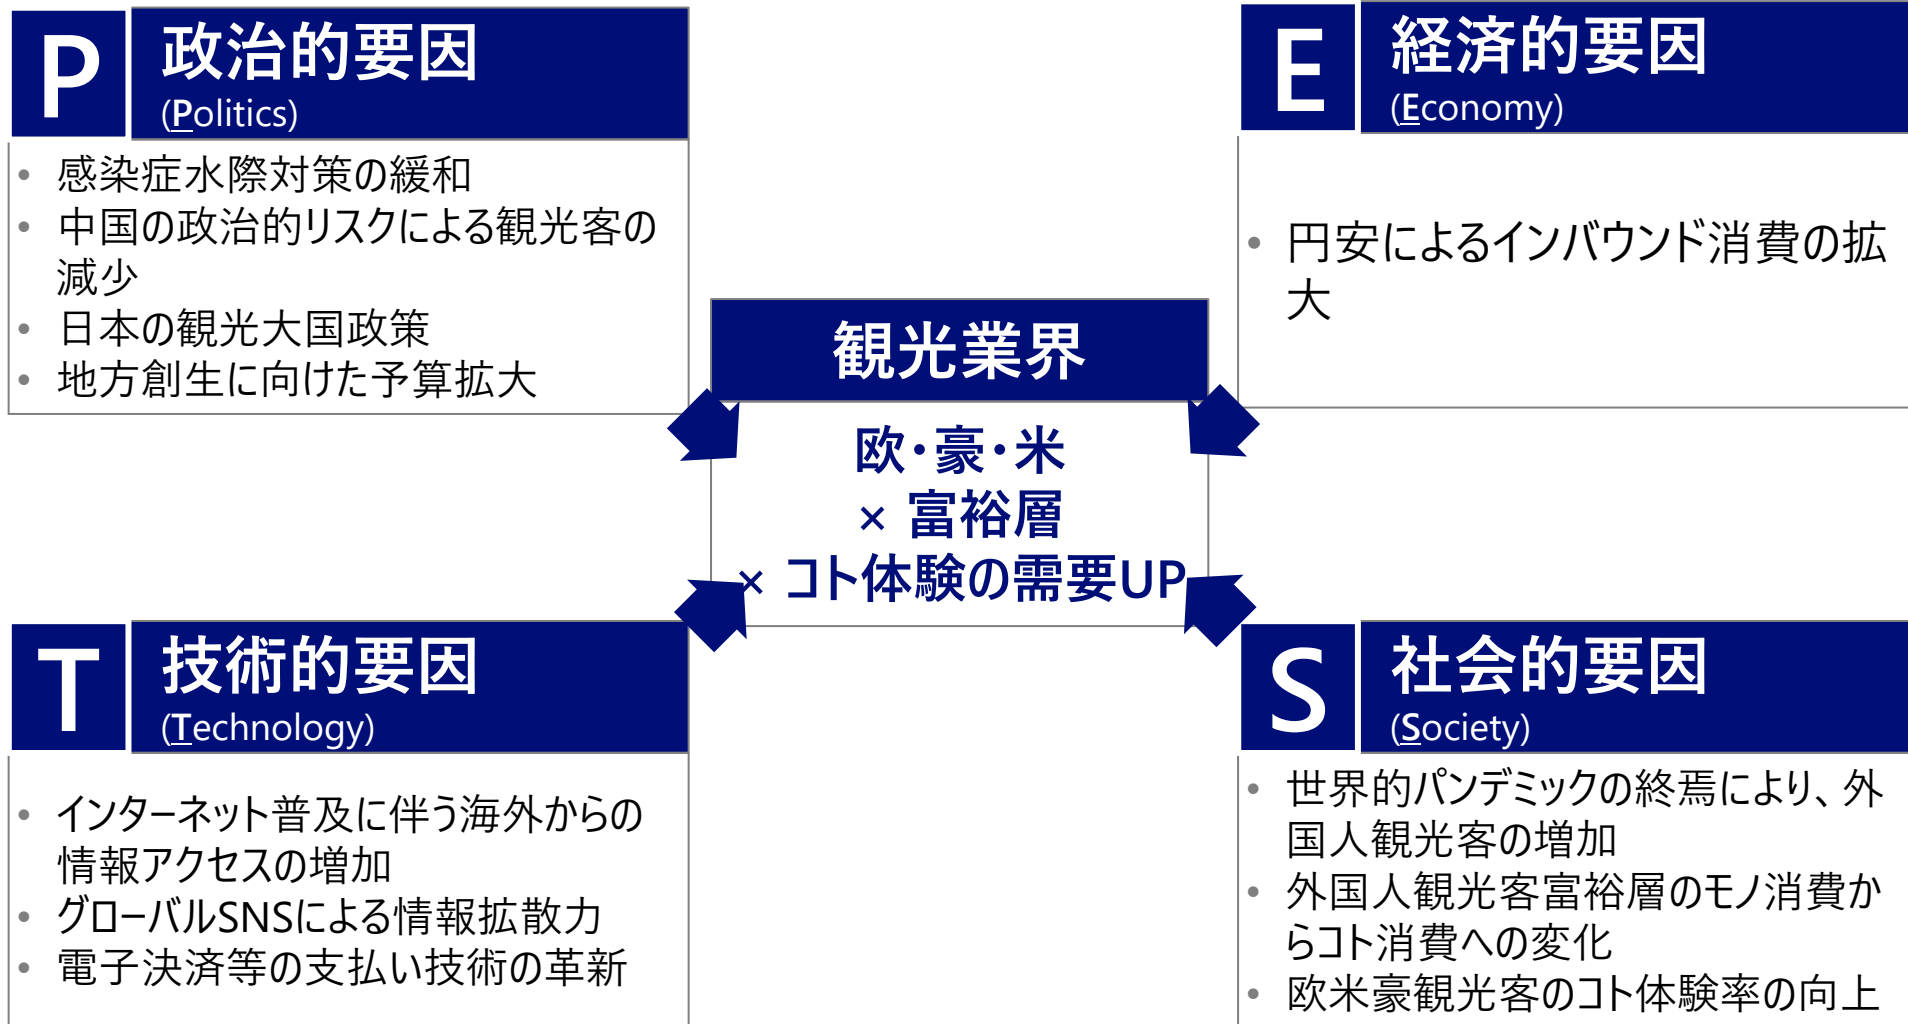 P
政治的要因
(Politics)
• 感染症水際対策の緩和
• 中国の政治的リスクによる観光客の
減少
• 日本の観光大国政策
• 地方創生に向けた予算拡大
E
経済的要因
(Economy)
• 円安によるインバウンド消費の拡
大
観光業界
欧・豪・米
× 富裕層
× コト体験の需要UP
T
技術的要因
(Technology)
• インターネット普及に伴う海外からの
情報アクセスの増加
• グローバルSNSによる情報拡散力
• 電子決済等の支払い技術の革新
S
社会的要因
(Society)
• 世界的パンデミックの終焉により、外
国人観光客の増加
• 外国人観光客富裕層のモノ消費か
らコト消費への変化
• 欧米豪観光客のコト体験率の向上